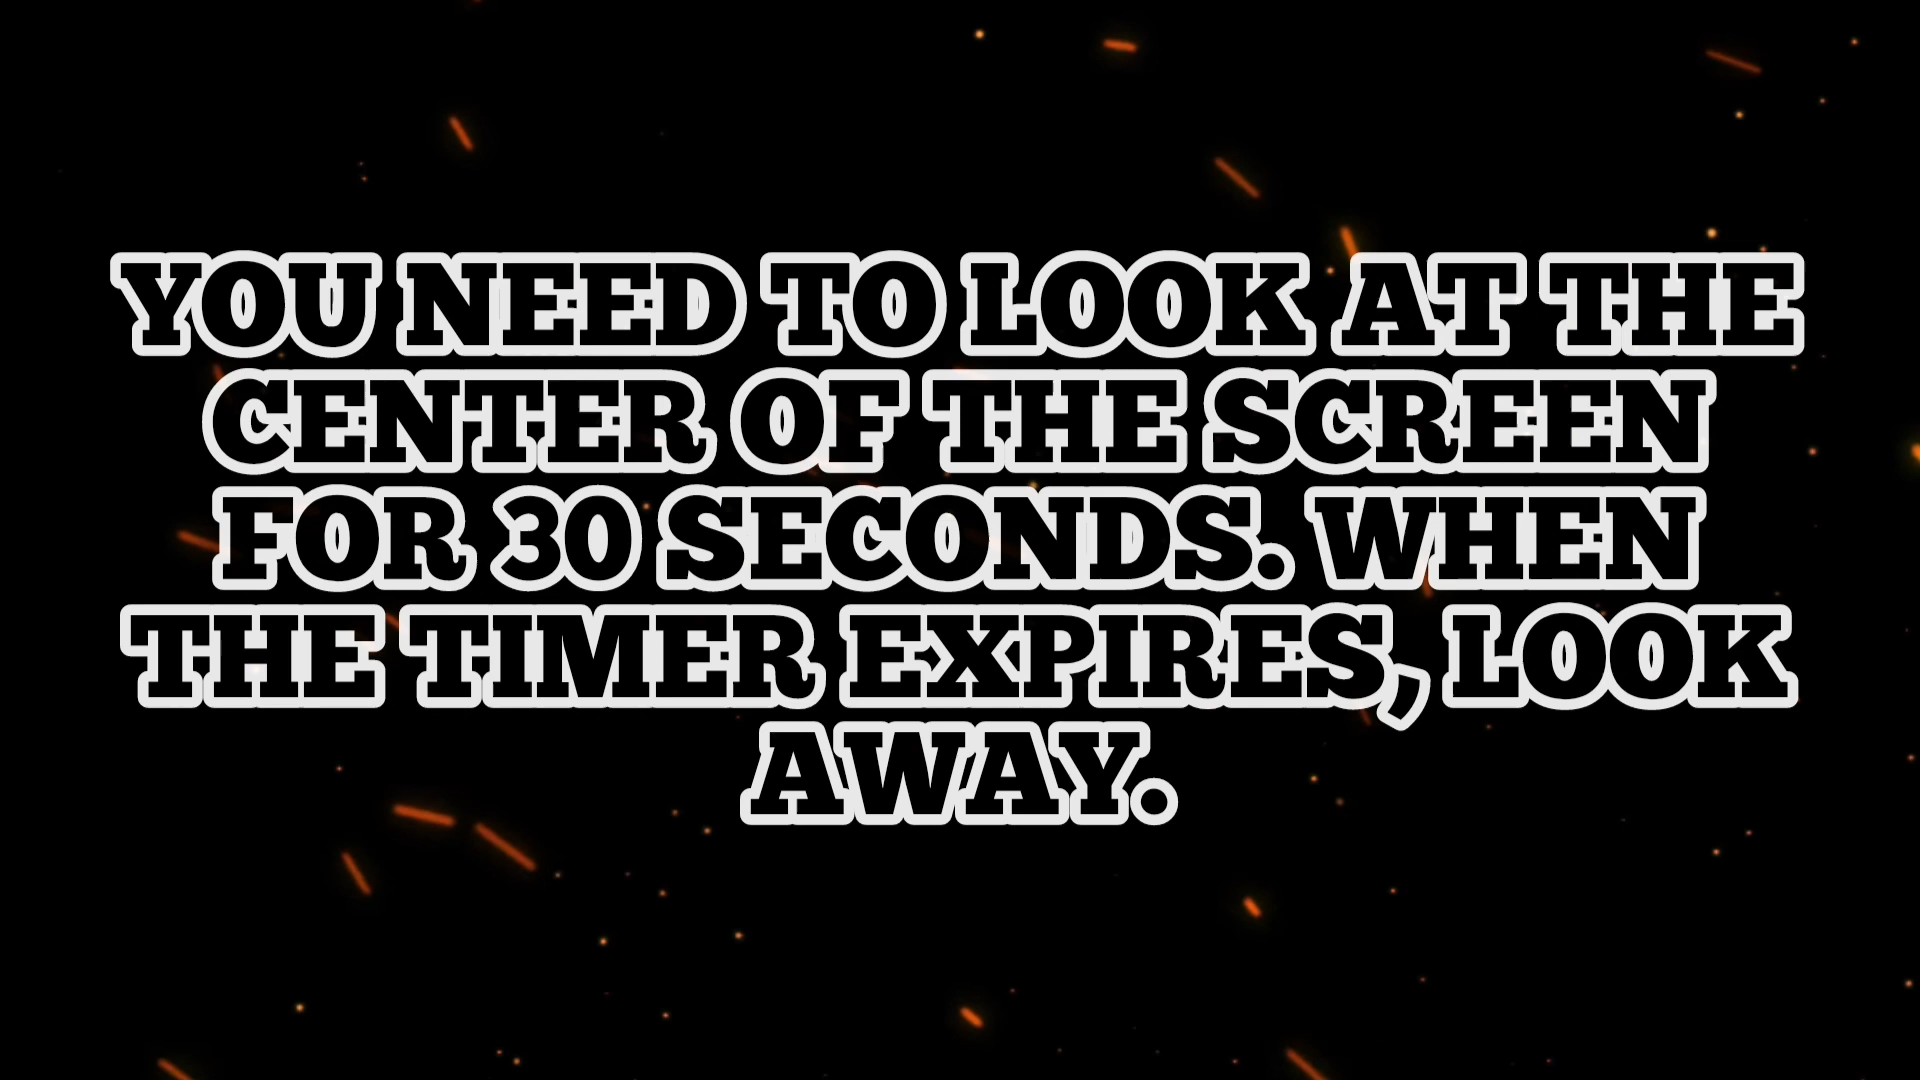 YOU NEED TO LOOK AT THE
CENTER OF THE SCREEN
FOR 30 SECONDS. WHEN
THE TIMER EXPIRES, LOOK
AWAY.